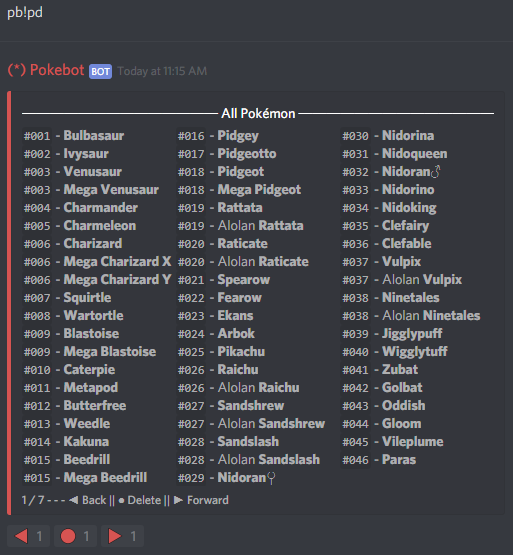 pb!pd
(*) Pokebot BOT Today at 11:15 AM
All Pokémon
#001 - Bulbasaur
#002 - Ivysaur
#003 - Venusaur
#003 - Mega Venusaur
#004 - Charmander
#005 - Charmeleon
#006 - Charizard
#006 - Mega Charizard X
#006 - Mega Charizard Y
#007 - Squirtle
#008 - Wartortle
#009 - Blastoise
#009 - Mega Blastoise
#010 - Caterpie
#011 - Metapod
#012 - Butterfree
#013 - Weedle
#014 - Kakuna
#015 - Beedrill
#015 - Mega Beedrill
#016 - Pidgey
#017 - Pidgeotto
#018 - Pidgeot
#018 - Mega Pidgeot
#019 - Rattata
#019 - Alolan Rattata
#020 - Raticate
#020 - Alolan Raticate
#021 - Spearow
#022 - Fearow
#023 - Ekans
#024 - Arbok
#025 - Pikachu
#026 - Raichu
#026 - Alolan Raichu
#027 - Sandshrew
#027 - Alolan Sandshrew
#028 - Sandslash
#028 - Alolan Sandslash
#029 - Nidoran♀
#030 - Nidorina
#031 - Nidoqueen
#032 - Nidoran♂
#033 - Nidorino
#034 - Nidoking
#035 - Clefairy
#036 - Clefable
#037 - Vulpix
#037 - Alolan Vulpix
#038 - Ninetales
#038 - Alolan Ninetales
#039 - Jigglypuff
#040 - Wigglytuff
#041 - Zubat
#042 - Golbat
#043 - Oddish
#044 - Gloom
#045 - Vileplume
#046 - Paras
1 / 7 - - - ◀ Back || ● Delete || ▶ Forward
◀ 1 ● 1 ▶ 1